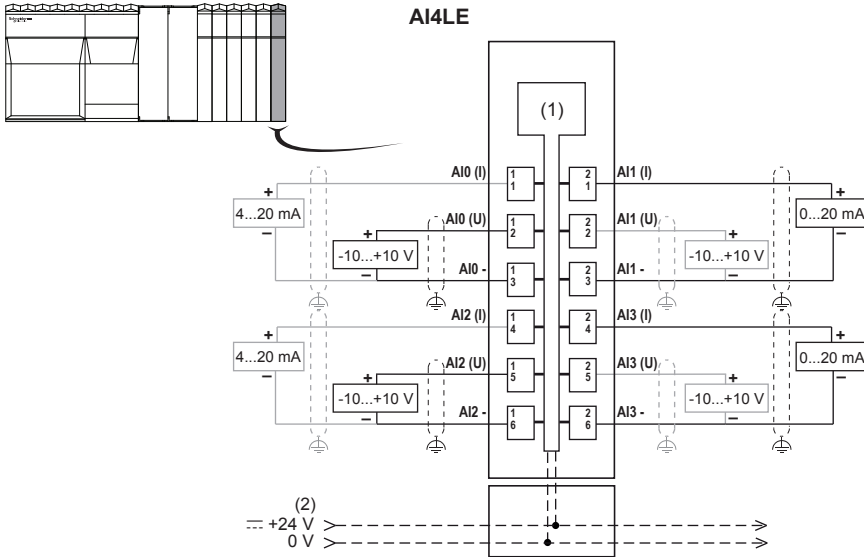 Schneider
AI4LE
(1)
AI0 (I) 1 1 2 1 AI1 (I)
+ 4...20 mA −
+ 0...20 mA −
AI0 (U) 1 2 2 2 AI1 (U)
+ -10...+10 V −
+ -10...+10 V −
AI0 - 1 3 2 3 AI1 -
AI2 (I) 1 4 2 4 AI3 (I)
+ 4...20 mA −
+ 0...20 mA −
AI2 (U) 1 5 2 5 AI3 (U)
+ -10...+10 V −
+ -10...+10 V −
AI2 - 1 6 2 6 AI3 -
(2)
+24 V
0 V